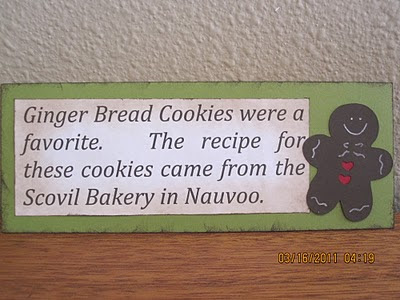 Ginger Bread Cookies were a
favorite. The recipe for
these cookies came from the
Scovil Bakery in Nauvoo.
03/16/2011 04:19